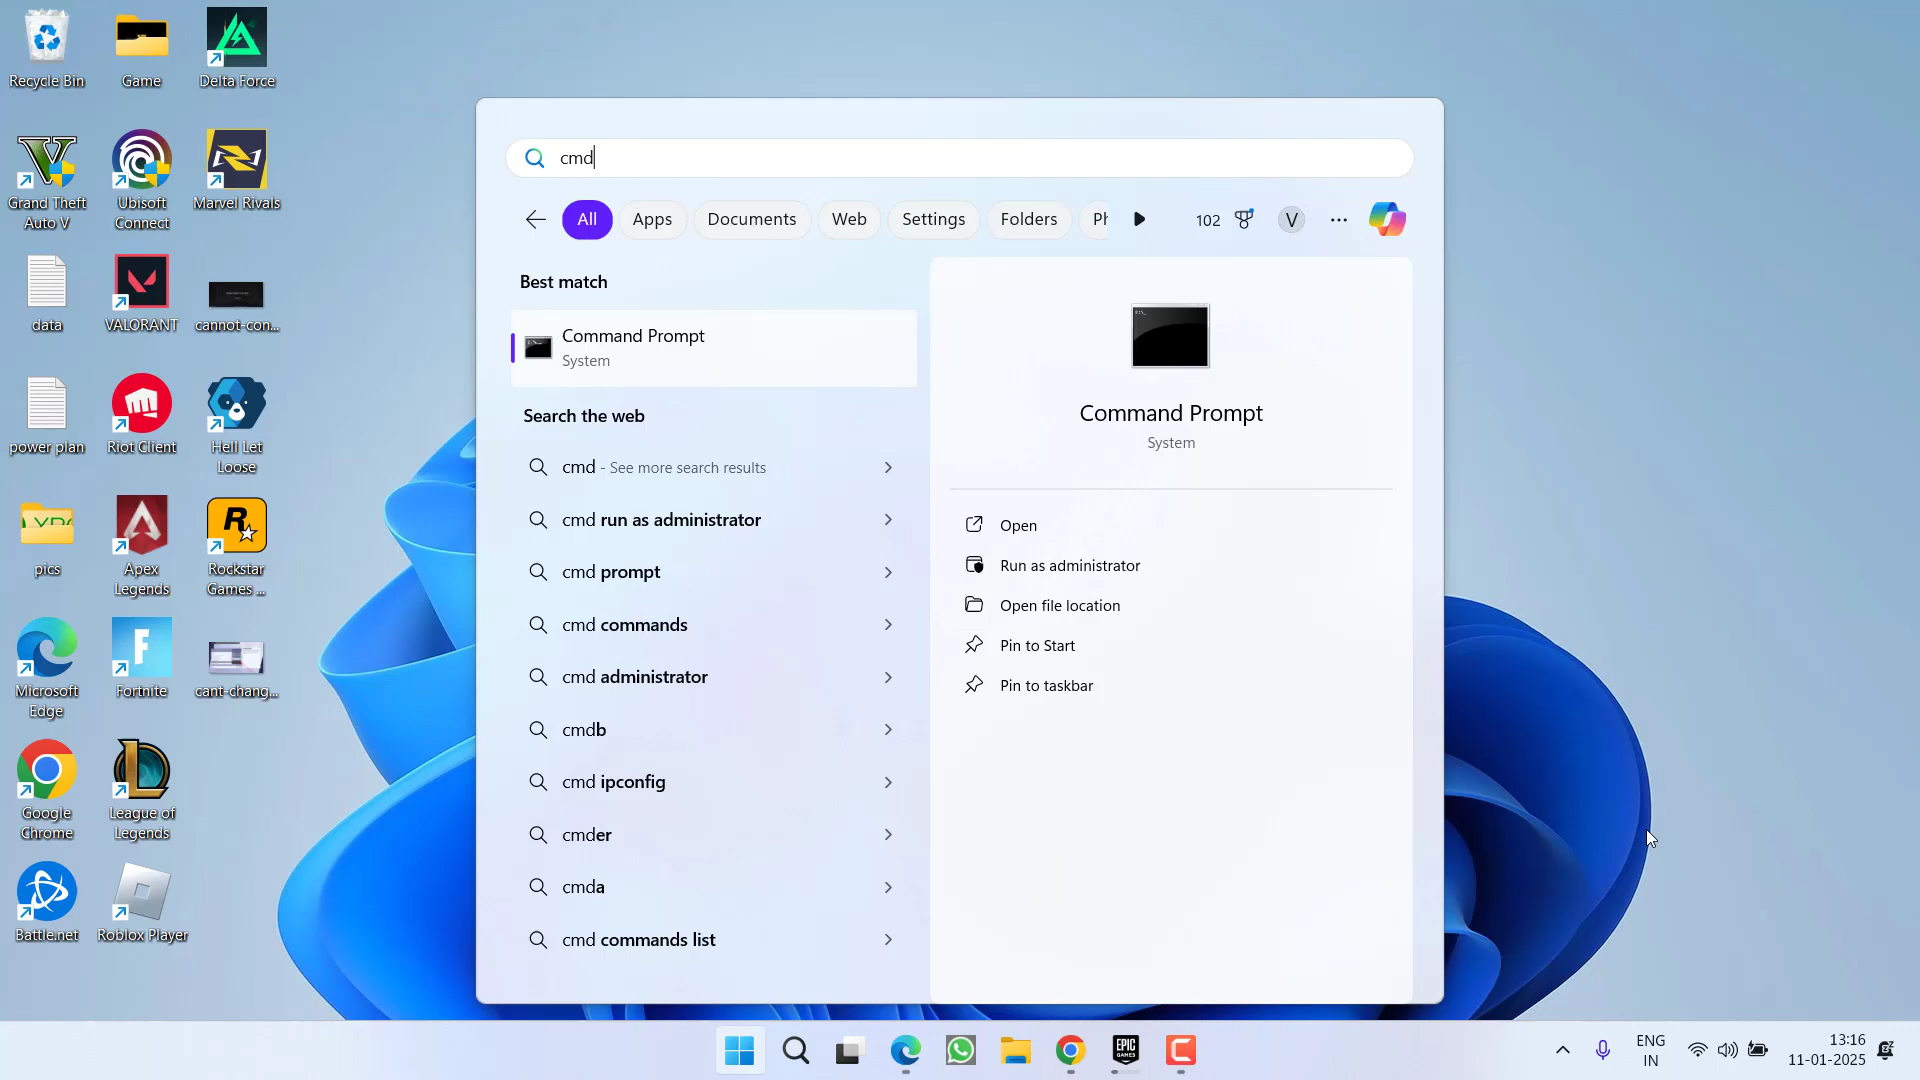 Recycle Bin
Game
Delta Force
Grand Theft
Auto V
Ubisoft
Connect
Marvel Rivals
data
VALORANT
cannot-con...
power plan
Riot Client
Hell Let
Loose
pics
Apex
Legends
Rockstar
Games ...
Microsoft
Edge
Fortnite
cant-chang...
Google
Chrome
League of
Legends
Battle.net
Roblox Player
cmd
All
Apps
Documents
Web
Settings
Folders
Ph
102
V
Best match
Command Prompt
System
Search the web
cmd - See more search results
cmd run as administrator
cmd prompt
cmd commands
cmd administrator
cmdb
cmd ipconfig
cmder
cmda
cmd commands list
Command Prompt
System
Open
Run as administrator
Open file location
Pin to Start
Pin to taskbar
EPIC
GAMES
ENG
IN
13:16
11-01-2025